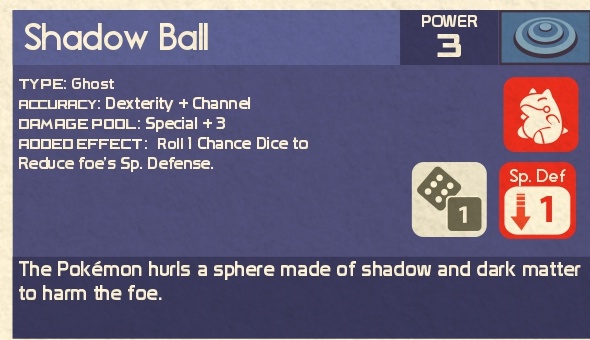 Shadow Ball
POWER
3
TYPE: Ghost
ACCURACY: Dexterity + Channel
DAMAGE POOL: Special + 3
ADDED EFFECT: Roll 1 Chance Dice to
Reduce foe's Sp. Defense.
1
Sp. Def
1
The Pokémon hurls a sphere made of shadow and dark matter
to harm the foe.